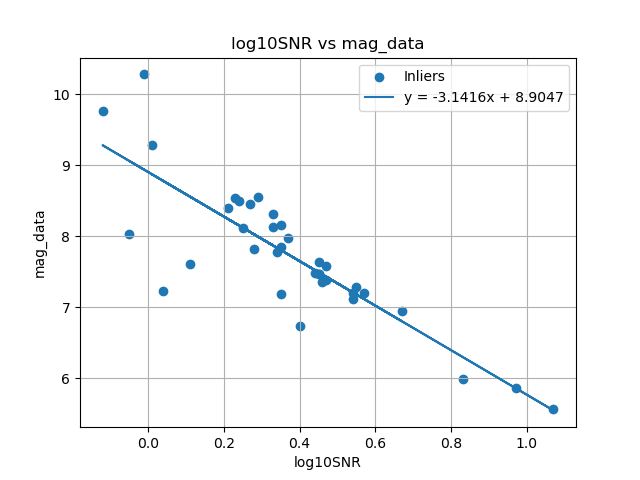 log10SNR vs mag_data
Inliers
y = -3.1416x + 8.9047
10
9
8
7
6
mag_data
0.0 0.2 0.4 0.6 0.8 1.0
log10SNR